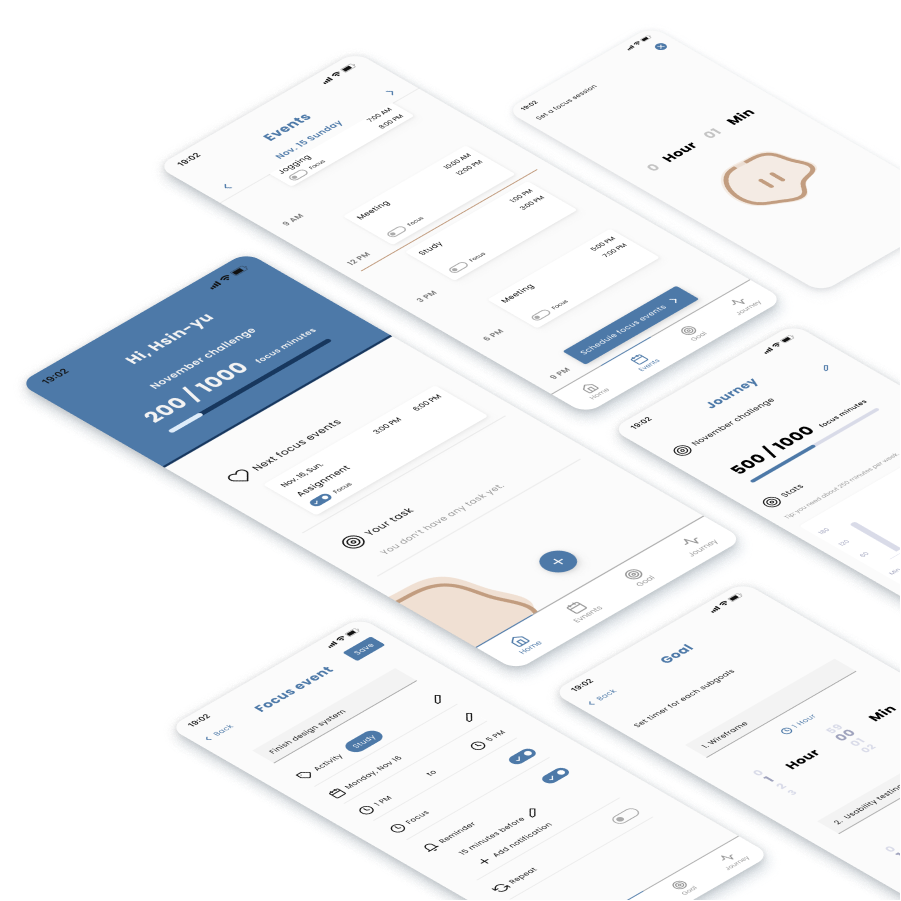 19:02
Events
Nov. 15 Sunday
Jogging
7:00 AM
8:00 PM
Focus
9 AM
Meeting
10:00 AM
12:00 PM
Focus
12 PM
Study
1:00 PM
3:00 PM
Focus
3 PM
Meeting
5:00 PM
7:00 PM
Focus
6 PM
Schedule focus events
9 PM
Home
Events
Goal
Journey
19:02
Set a focus session
0 Hour 01 Min
19:02
Hi, Hsin-yu
November challenge
200 / 1000 focus minutes
Next focus events
Nov. 16, Sun.
3:00 PM
6:00 PM
Assignment
Focus
Your task
You don't have any task yet.
+
Home
Evnents
Goal
Journey
19:02
Journey
November challenge
500 / 1000 focus minutes
Stats
Tip: you need about 250 minutes per week.
180
120
60
19:02
Back
Focus event
Save
Finish design system
Activity
Study
Monday, Nov 16
1 PM
to
5 PM
Focus
Reminder
15 minutes before
+ Add notification
Repeat
Goal
Journey
19:02
Back
Goal
Set timer for each subgoals
1. Wireframe
1 Hour
0
1
2
3
Hour
59
00
01
02
Min
2. Usability testing
0